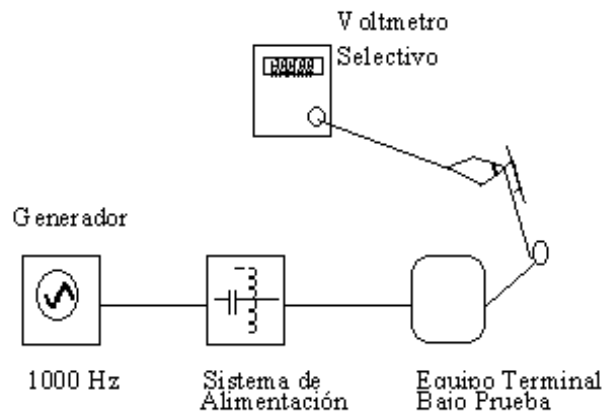 Voltmetro
Selectivo
Generador
1000 Hz
Sistema de
Alimentación
Equipo Terminal
Bajo Prueba